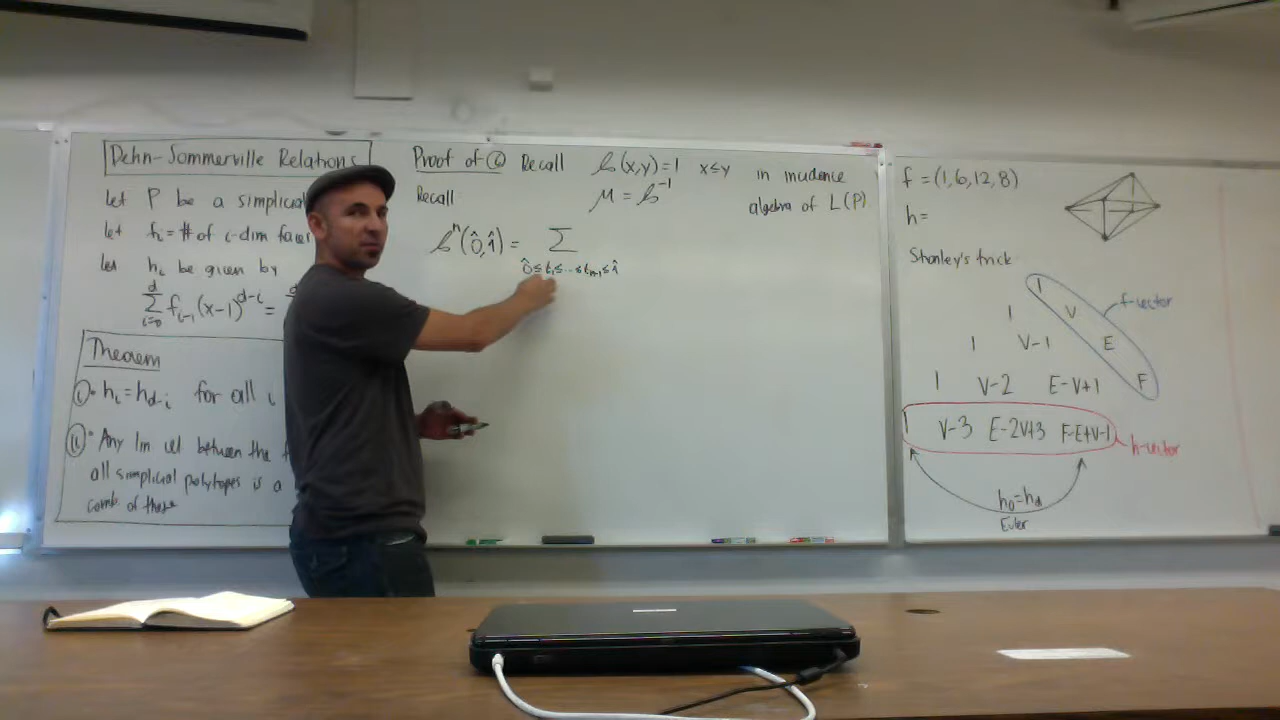 Dehn-Sommerville Relations
Let P be a simplicial
let fᵢ = # of i-dim faces
let hᵢ be given by
∑ᵢ₌₀ᵈ fᵢ₋₁(x-1)ᵈ⁻ⁱ =
Theorem
(i) • hᵢ = h_{d-i} for all i
(ii) • Any lin rel between the f
all simplicial polytopes is a
comb of these
Proof of (i) Recall ζ(x,y)=1 x≤y in incidence
Recall μ = ζ⁻¹ algebra of L(P)
ζⁿ(0̂,1̂) = ∑
0̂≤t₁≤...≤tₙ₋₁≤1̂
f = (1,6,12,8)
h=
Stanley's trick
1
1 V f-vector
1 V-1 E
1 V-2 E-V+1 F
1 V-3 E-2V+3 F-E+V-1 h-vector
h₀=h_d
Euler